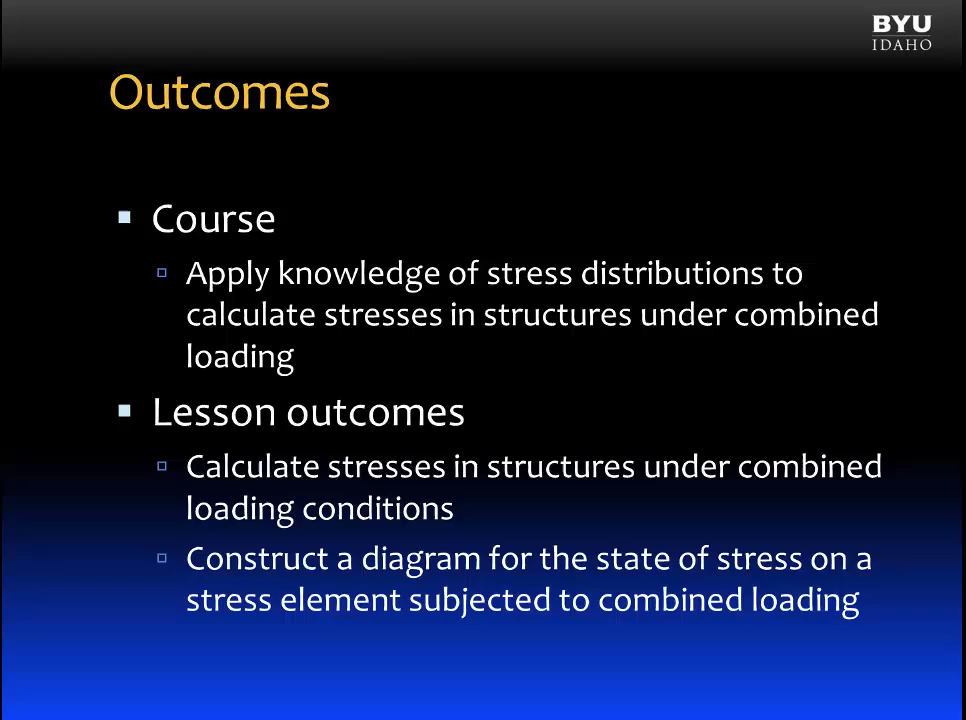 BYU
IDAHO
Outcomes
Course
Apply knowledge of stress distributions to
calculate stresses in structures under combined
loading
Lesson outcomes
Calculate stresses in structures under combined
loading conditions
Construct a diagram for the state of stress on a
stress element subjected to combined loading